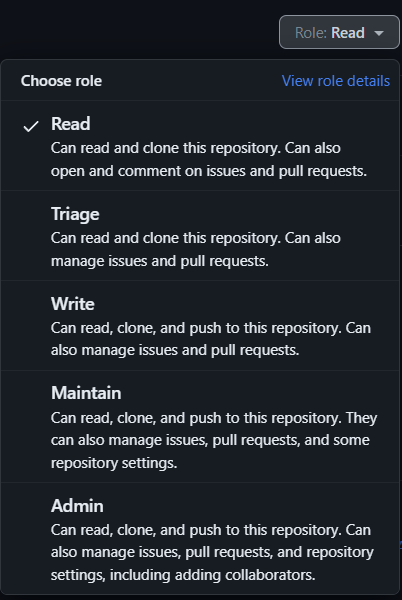 Role: Read
Choose role
View role details
Read
Can read and clone this repository. Can also
open and comment on issues and pull requests.
Triage
Can read and clone this repository. Can also
manage issues and pull requests.
Write
Can read, clone, and push to this repository. Can
also manage issues and pull requests.
Maintain
Can read, clone, and push to this repository. They
can also manage issues, pull requests, and some
repository settings.
Admin
Can read, clone, and push to this repository. Can
also manage issues, pull requests, and repository
settings, including adding collaborators.